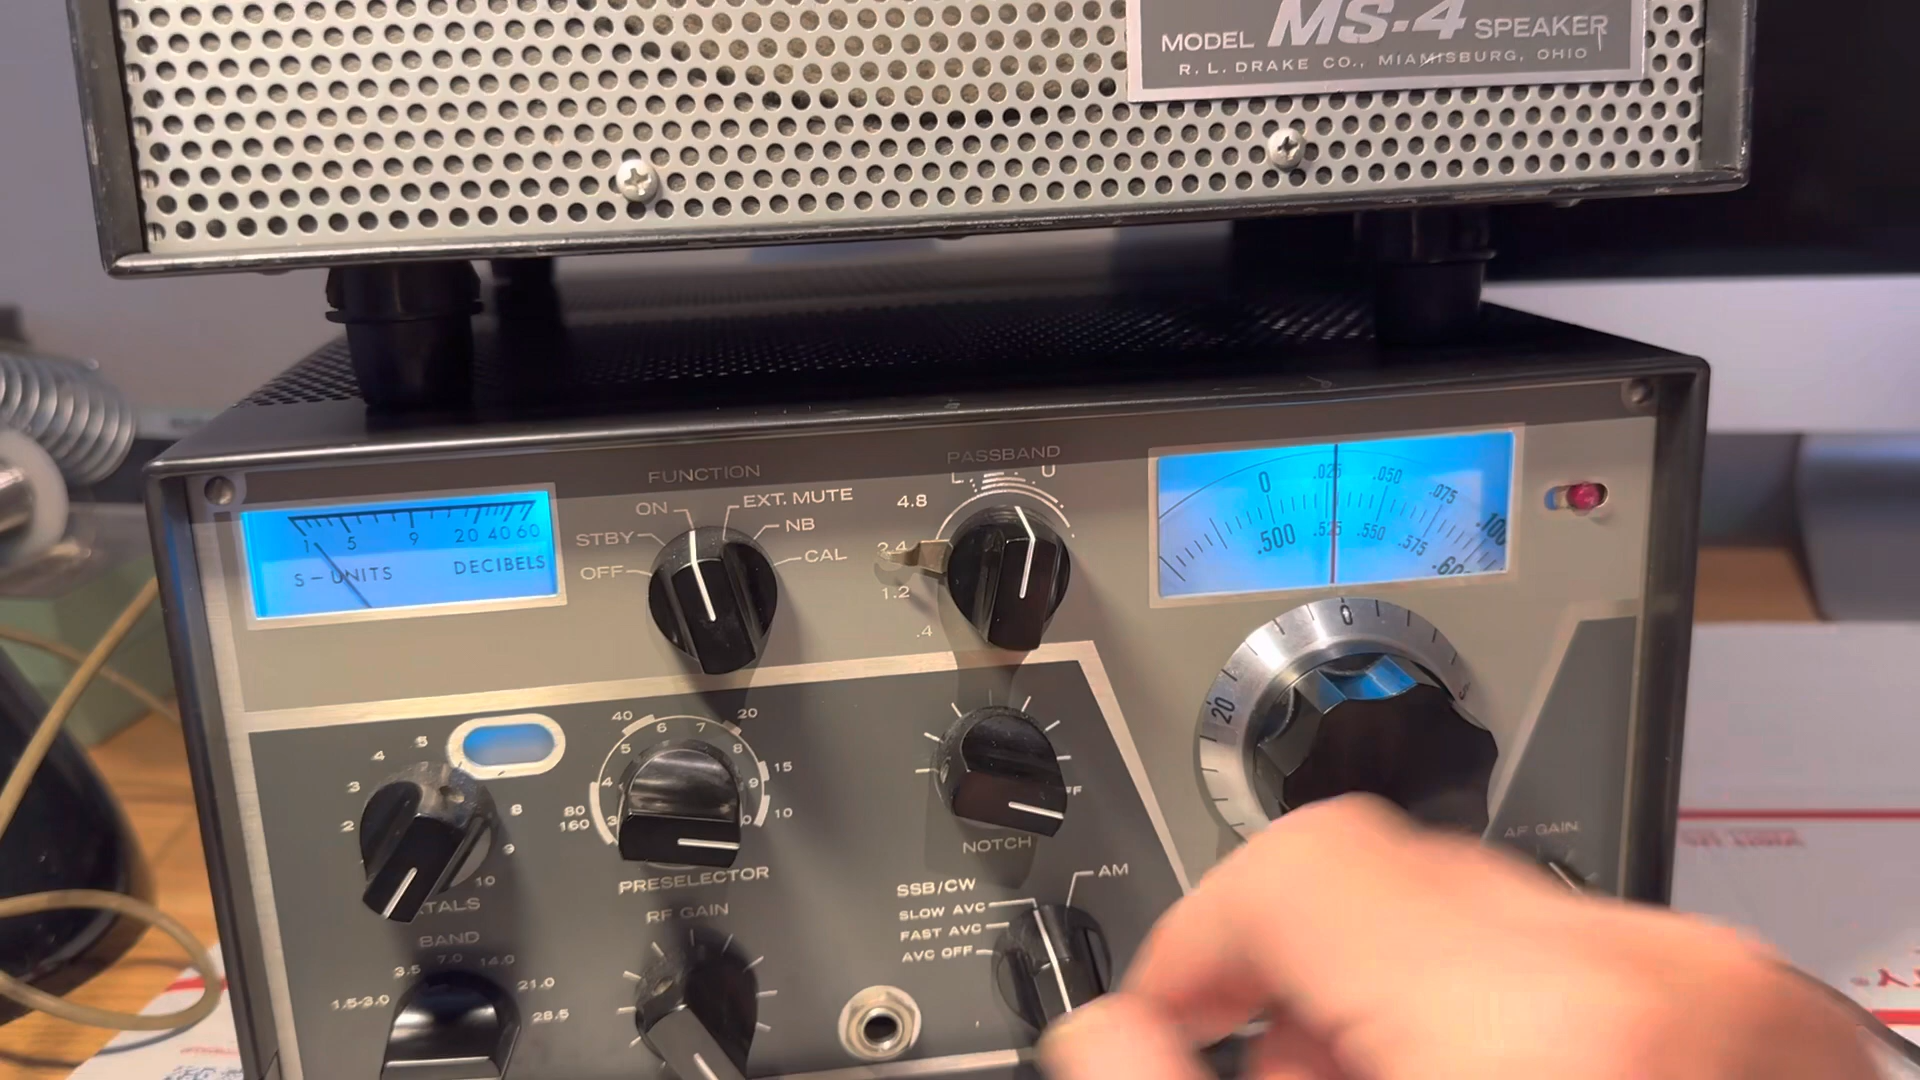 MODEL MS-4 SPEAKER
R. L. DRAKE CO., MIAMISBURG, OHIO
FUNCTION
ON
EXT. MUTE
STBY
NB
OFF
CAL
PASSBAND
L
U
4.8
2.4
1.2
.4
1 5 9 20 40 60
S-UNITS
DECIBELS
0 .025 .050 .075 .100
.500 .525 .550 .575
0
20
.5
4
3
2
8
9
10
40
20
6 7
5 8
15
4 9
80
10
160
3
PRESELECTOR
RF GAIN
BAND
3.5 7.0 14.0
1.5-3.0
21.0
28.5
NOTCH
SSB/CW
AM
SLOW AVC
FAST AVC
AVC OFF
AF GAIN